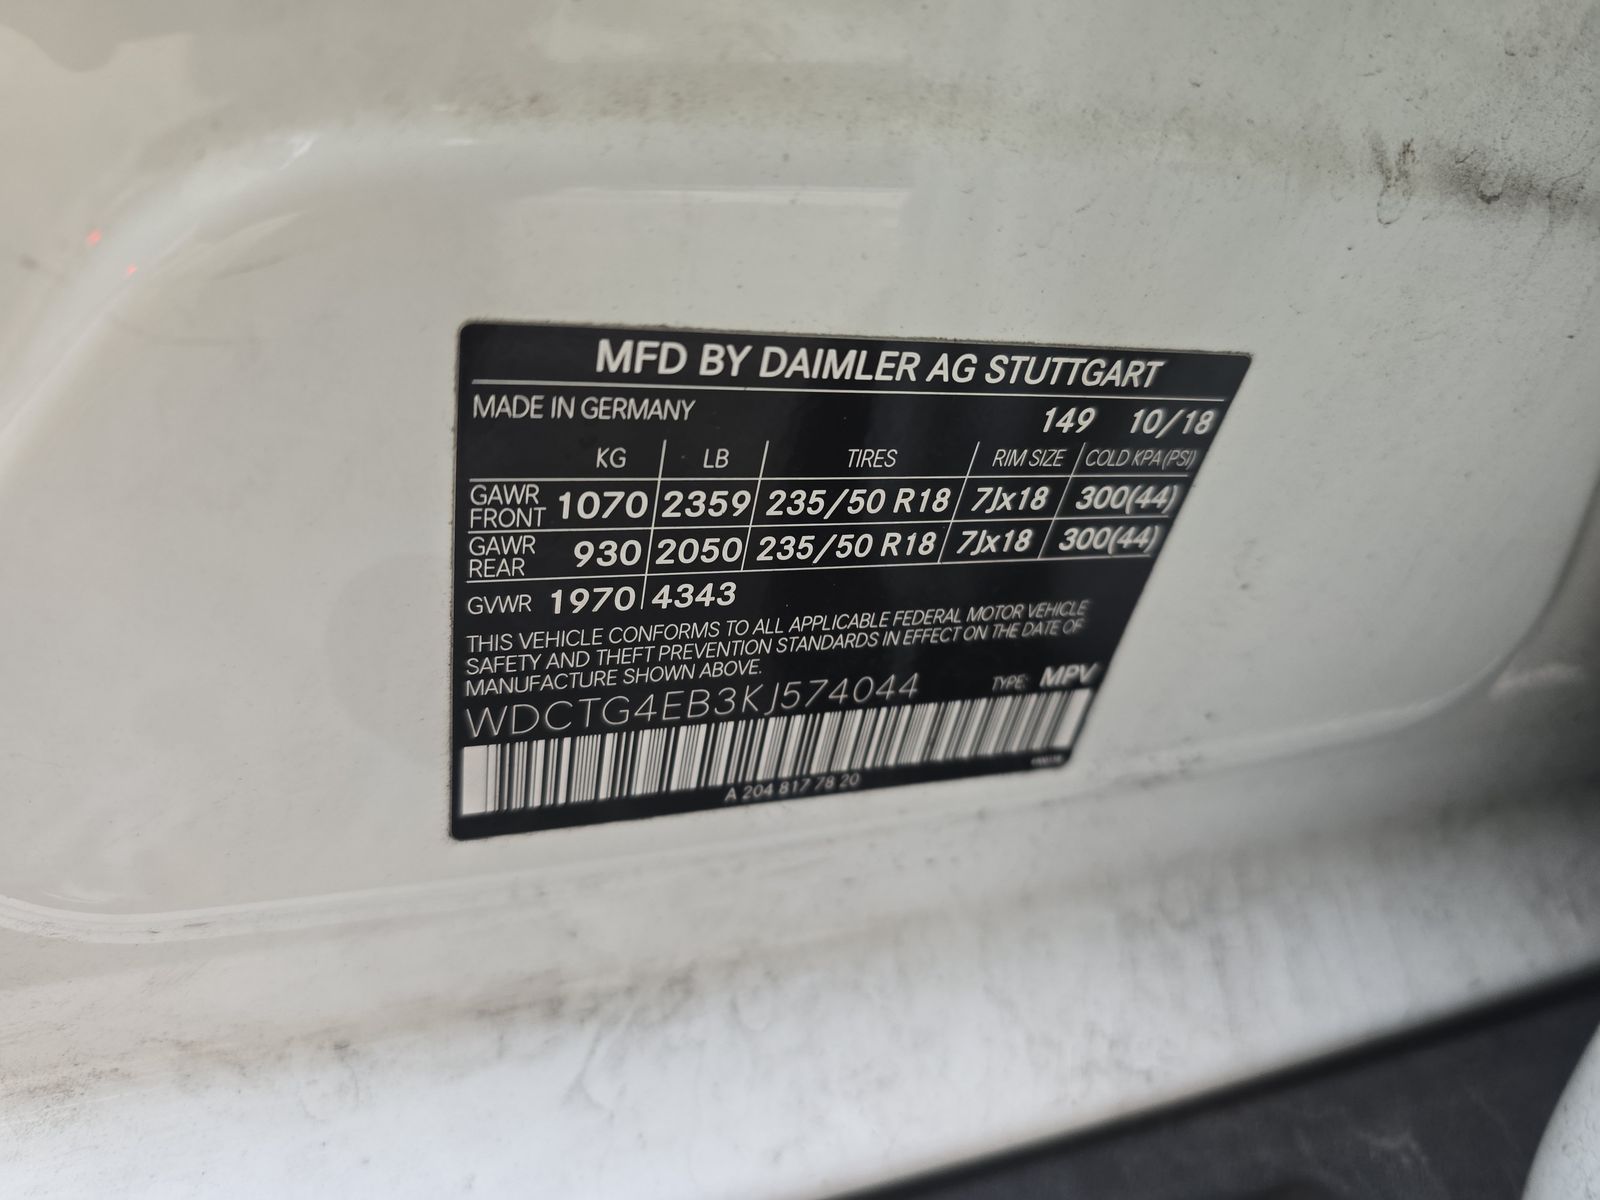 MFD BY DAIMLER AG STUTTGART
MADE IN GERMANY 149 10/18
KG LB TIRES RIM SIZE COLD KPA (PSI)
GAWR FRONT 1070 2359 235/50 R18 7Jx18 300(44)
GAWR REAR 930 2050 235/50 R18 7Jx18 300(44)
GVWR 1970 4343
THIS VEHICLE CONFORMS TO ALL APPLICABLE FEDERAL MOTOR VEHICLE
SAFETY AND THEFT PREVENTION STANDARDS IN EFFECT ON THE DATE OF
MANUFACTURE SHOWN ABOVE.
WDCTG4EB3KJ574044 TYPE: MPV
A 204 817 78 20